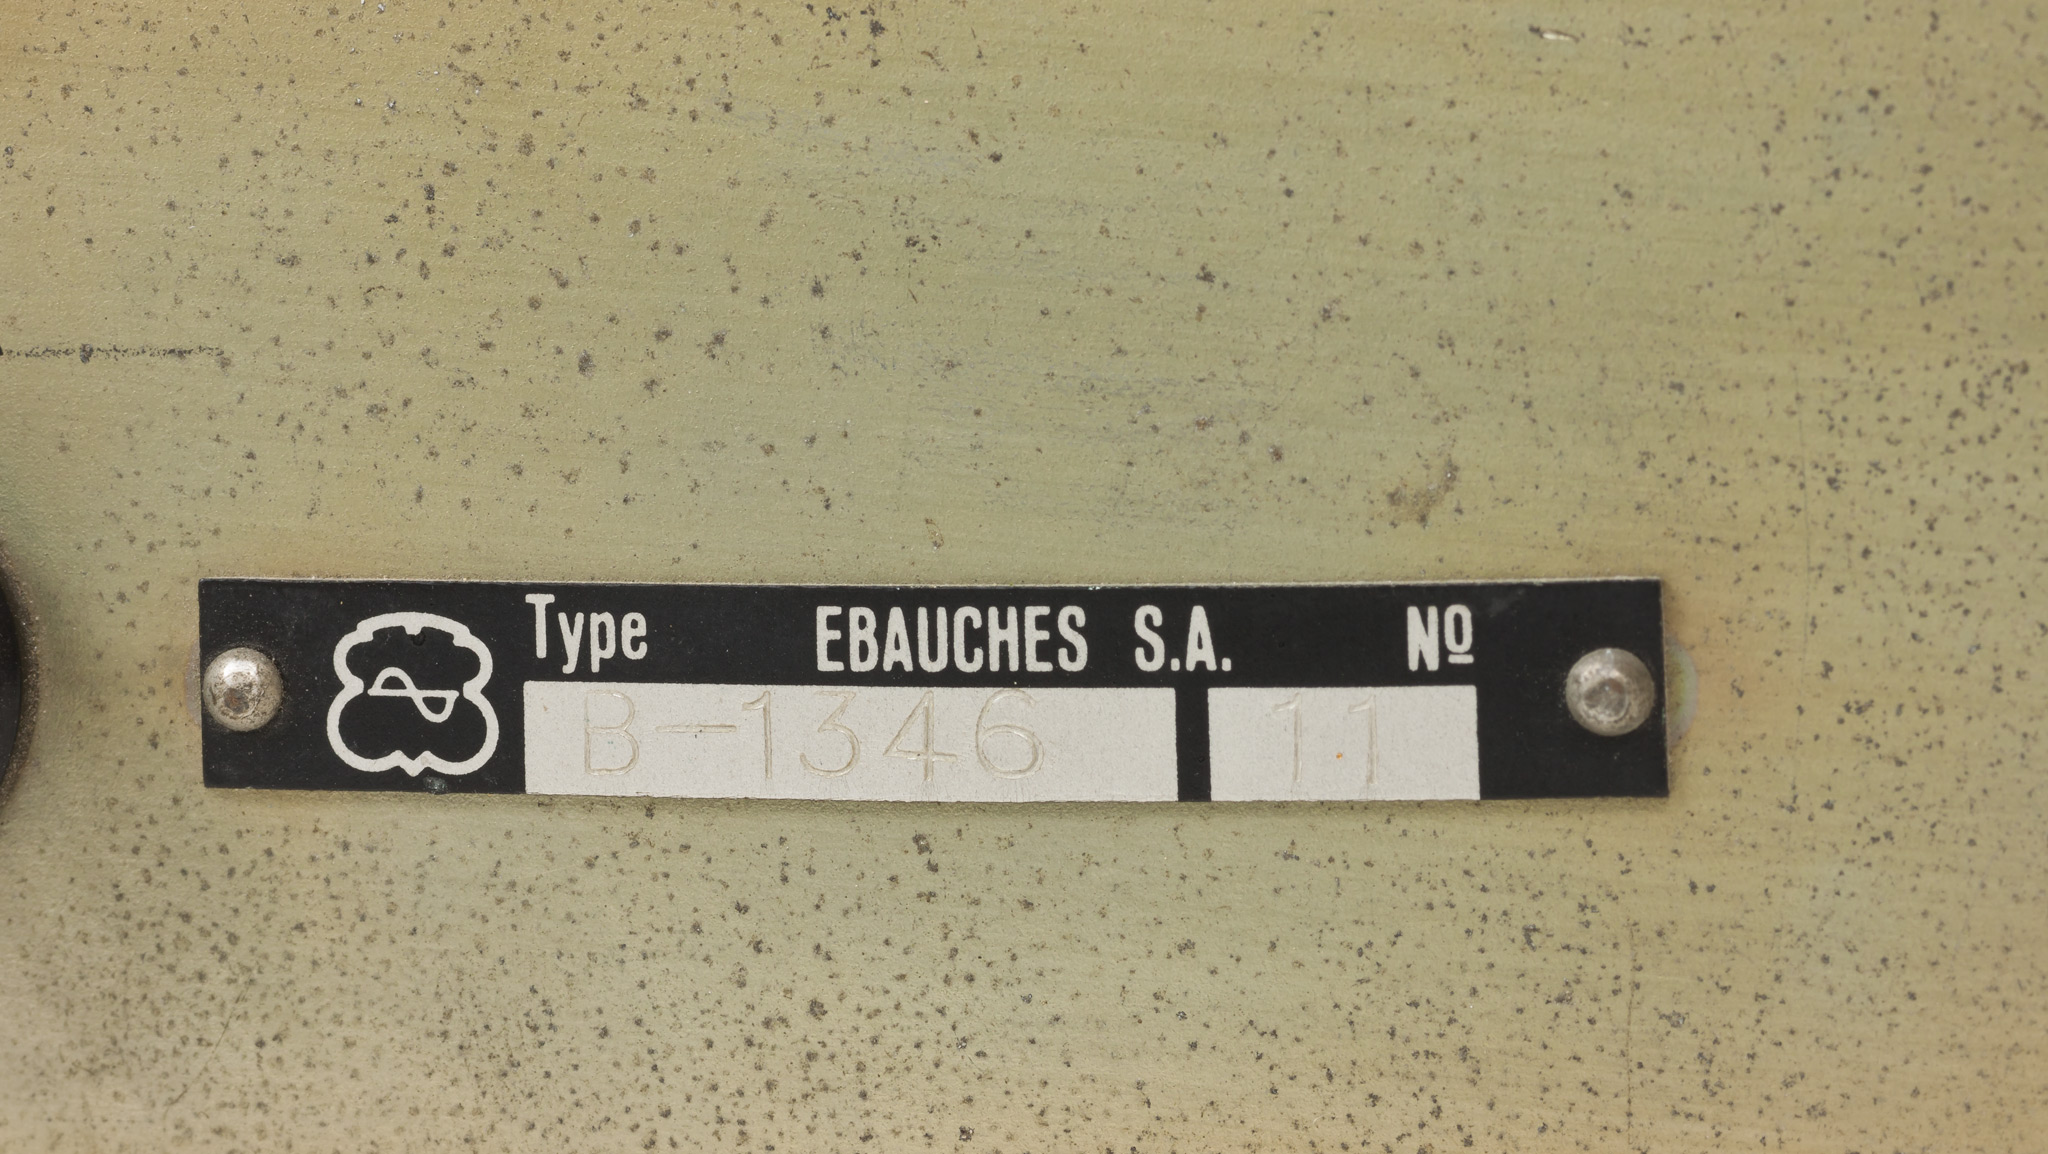 Type EBAUCHES S.A. Nº
B-1346 11